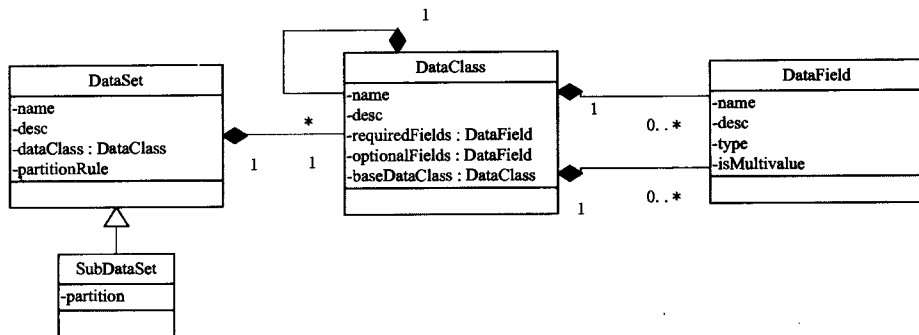 1
DataSet
-name
-desc
-dataClass : DataClass
-partitionRule
1
*
1
DataClass
-name
-desc
-requiredFields : DataField
-optionalFields : DataField
-baseDataClass : DataClass
1
0..*
1
0..*
DataField
-name
-desc
-type
-isMultivalue
SubDataSet
-partition